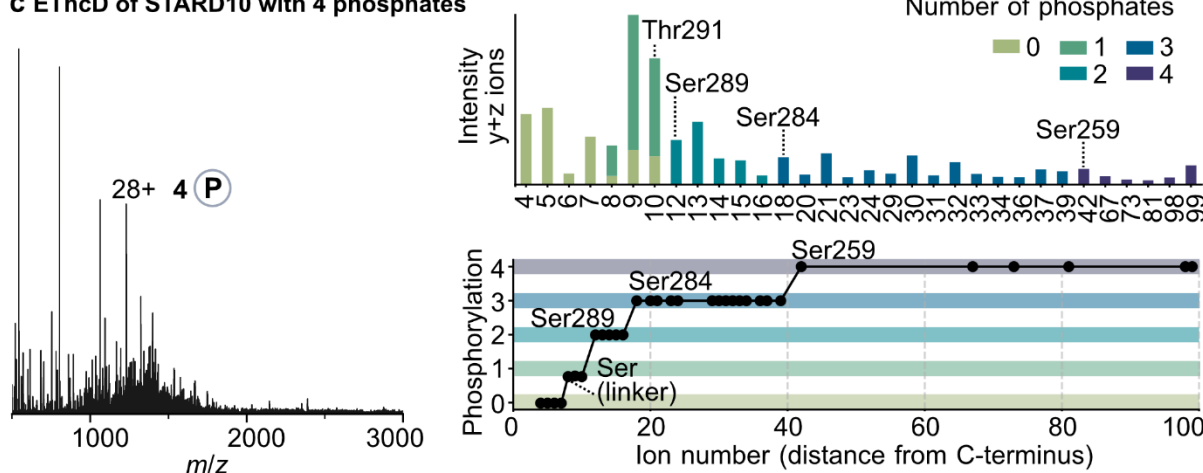 c EThcD of STARD10 with 4 phosphates
28+ 4 P
1000 2000 3000
m/z
Number of phosphates
0 1 3
2 4
Intensity
y+z ions
Thr291
Ser289
Ser284
Ser259
4 5 6 7 8 9 10 12 13 14 15 16 18 20 21 23 24 29 30 31 32 33 34 36 37 39 42 67 73 81 98 99
Phosphorylation
4
3
2
1
0
Ser259
Ser284
Ser289
Ser
(linker)
0 20 40 60 80 100
Ion number (distance from C-terminus)